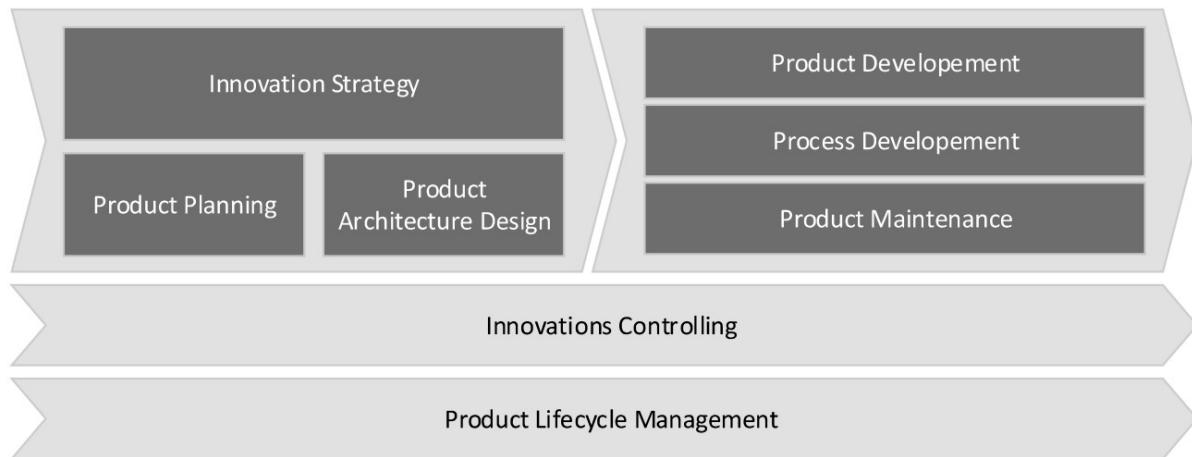 Innovation Strategy
Product Planning
Product
Architecture Design
Product Developement
Process Developement
Product Maintenance
Innovations Controlling
Product Lifecycle Management